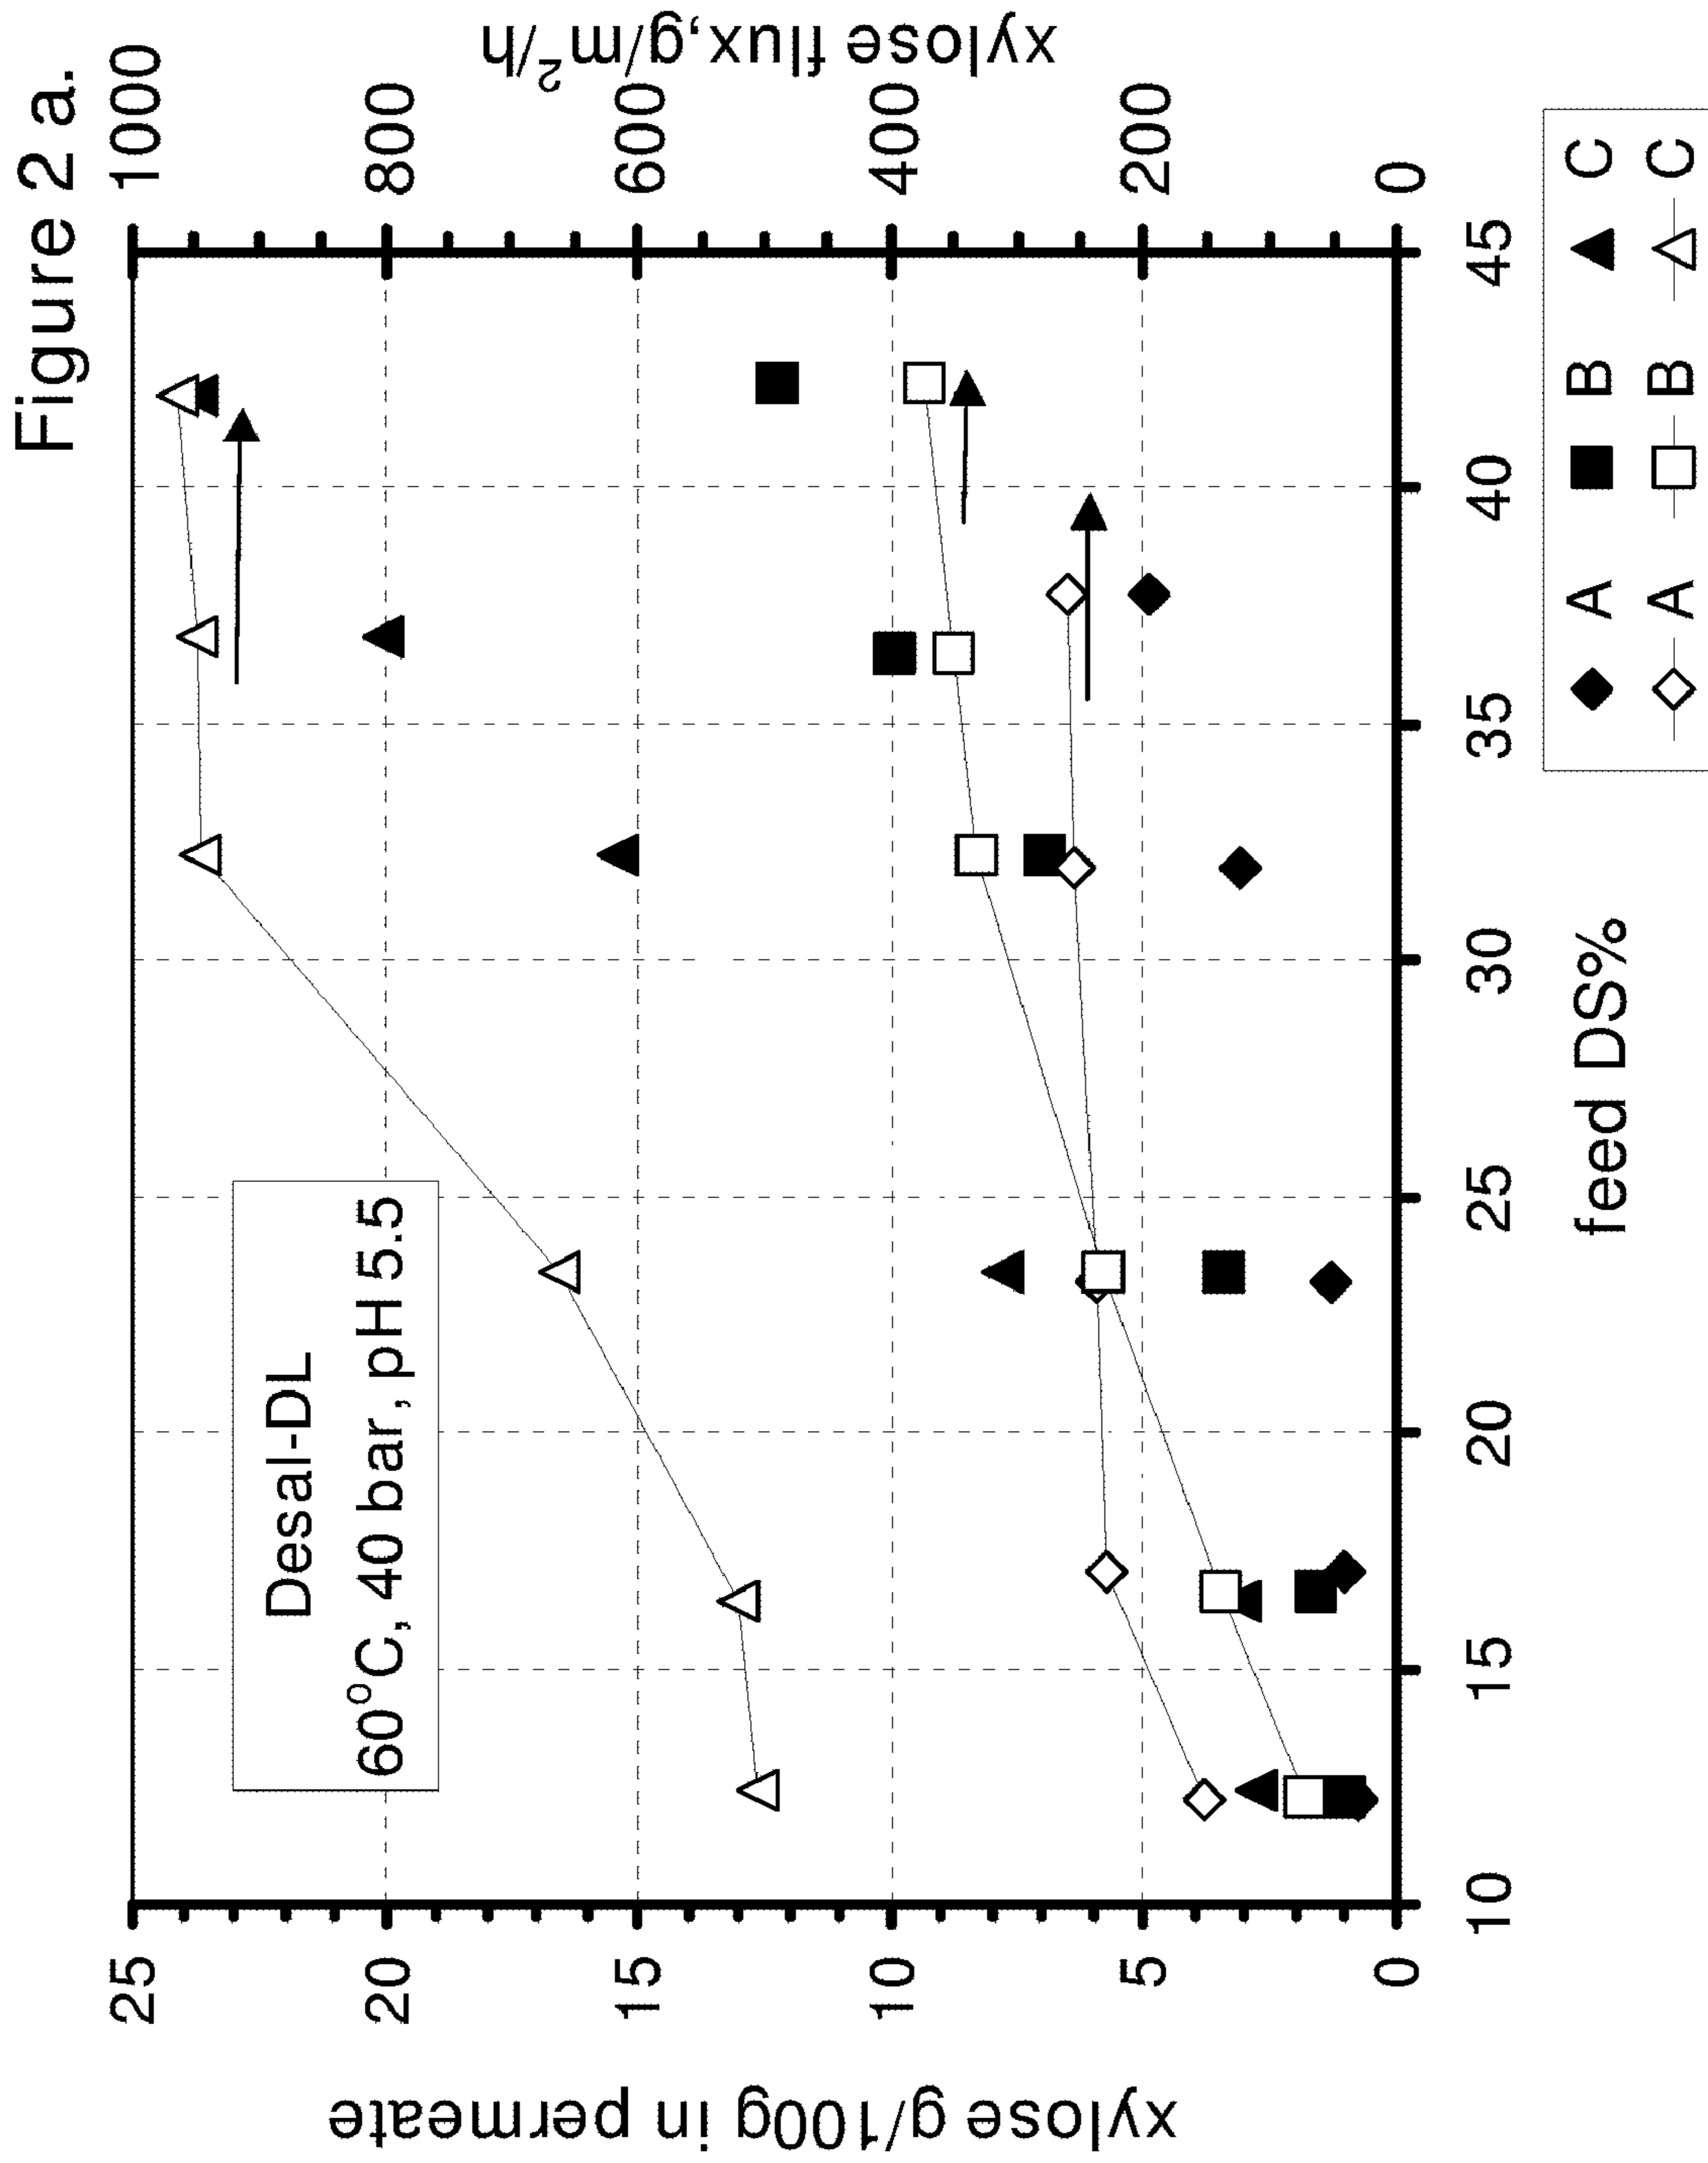 Figure 2 a.
25
20
15
10
5
0
xylose g/100g in permeate
1000
800
600
400
200
0
xylose flux,g/m²/h
Desal-DL
60°C, 40 bar, pH 5.5
10 15 20 25 30 35 40 45
feed DS%
A B C
A B C